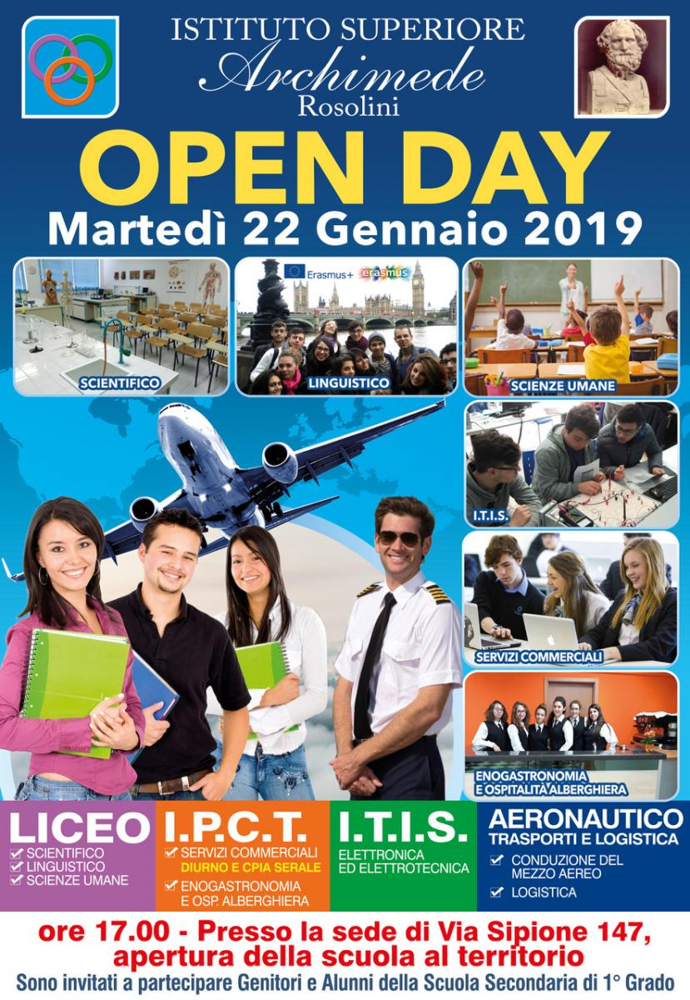 ISTITUTO SUPERIORE
Archimede
Rosolini
OPEN DAY
Martedì 22 Gennaio 2019
Erasmus+ erasmus
SCIENTIFICO
LINGUISTICO
SCIENZE UMANE
I.T.I.S.
SERVIZI COMMERCIALI
ENOGASTRONOMIA
E OSPITALITÀ ALBERGHIERA
LICEO
SCIENTIFICO
LINGUISTICO
SCIENZE UMANE
I.P.C.T.
SERVIZI COMMERCIALI
DIURNO E CPIA SERALE
ENOGASTRONOMIA
E OSP. ALBERGHIERA
I.T.I.S.
ELETTRONICA
ED ELETTROTECNICA
AERONAUTICO
TRASPORTI E LOGISTICA
CONDUZIONE DEL
MEZZO AEREO
LOGISTICA
ore 17.00 - Presso la sede di Via Sipione 147,
apertura della scuola al territorio
Sono invitati a partecipare Genitori e Alunni della Scuola Secondaria di 1° Grado